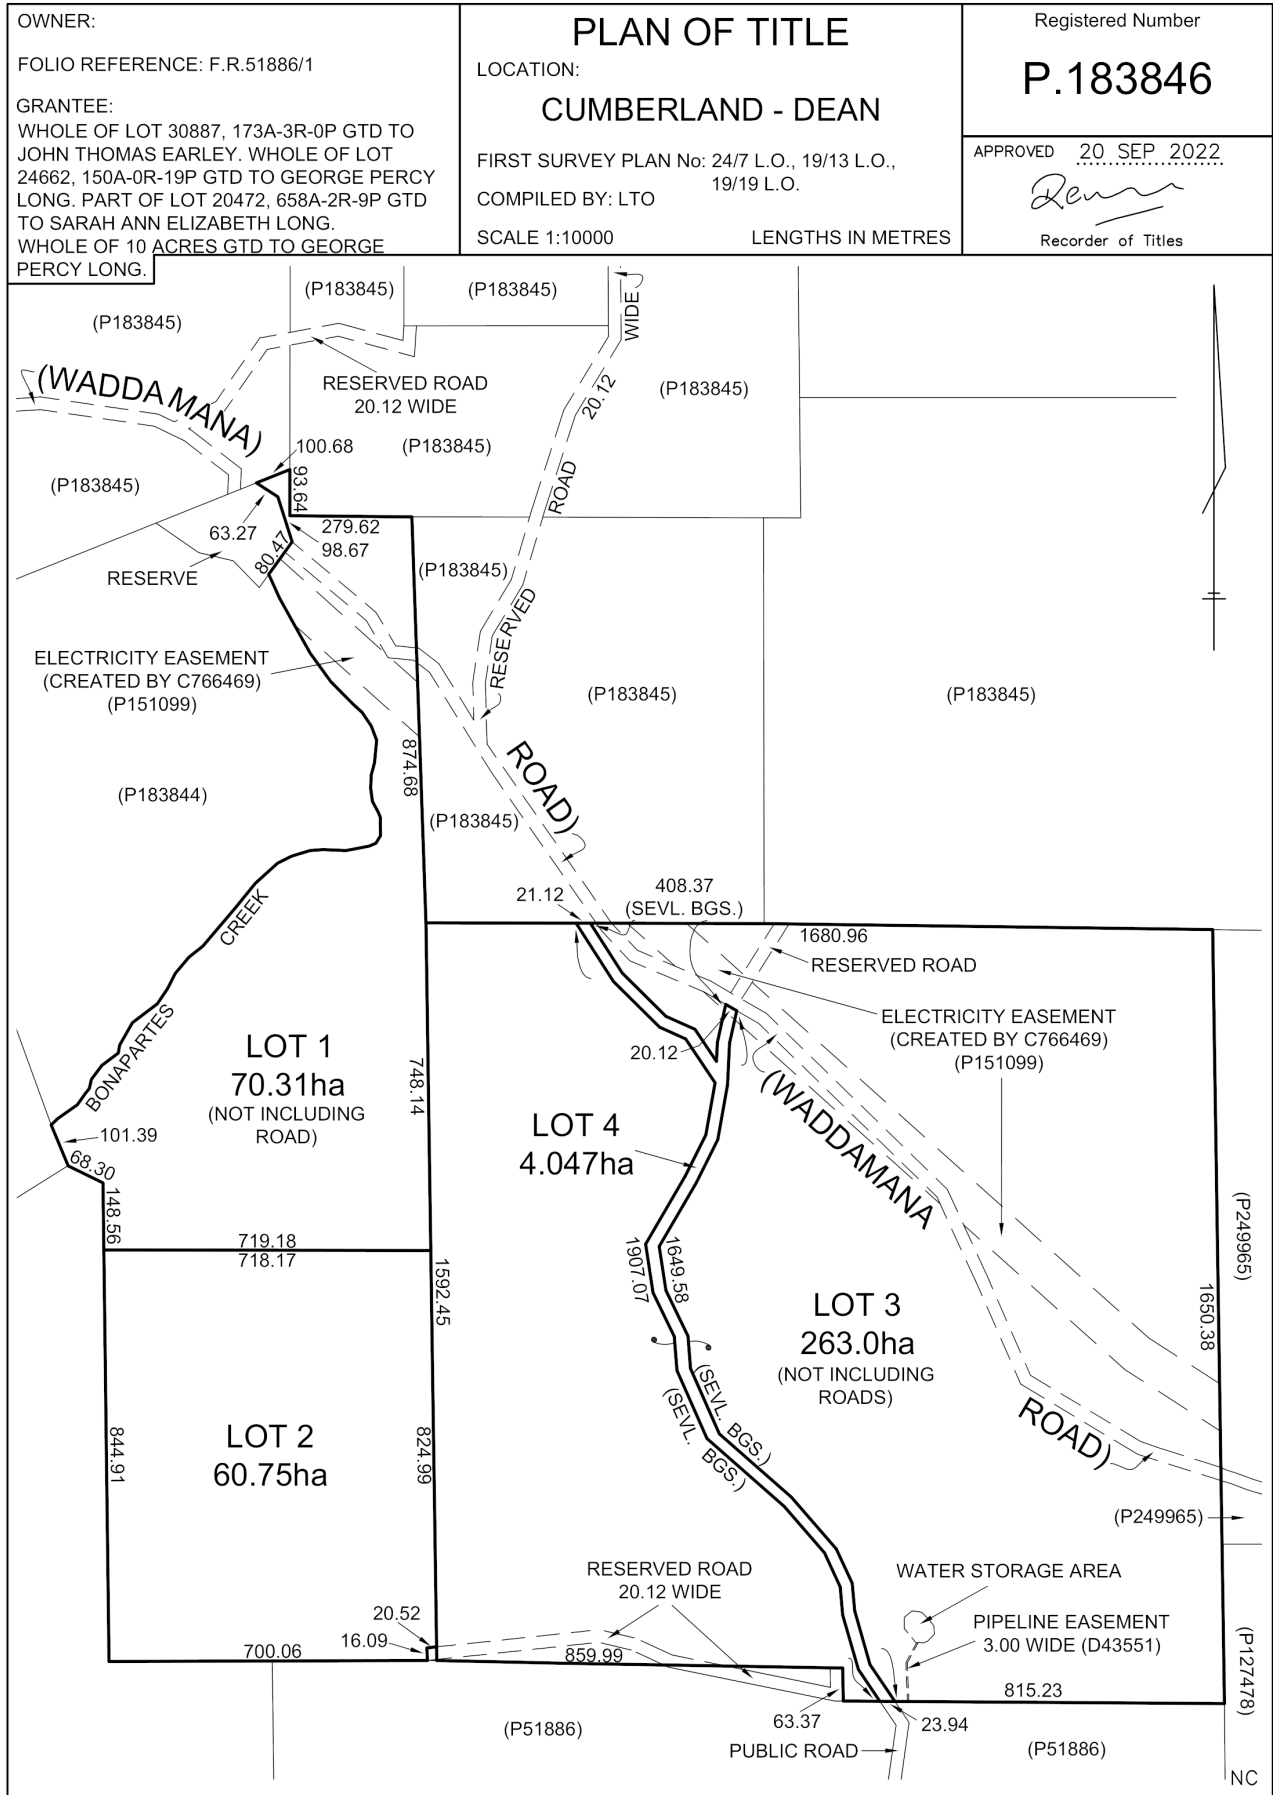 OWNER:
FOLIO REFERENCE: F.R.51886/1
GRANTEE:
WHOLE OF LOT 30887, 173A-3R-0P GTD TO
JOHN THOMAS EARLEY. WHOLE OF LOT
24662, 150A-0R-19P GTD TO GEORGE PERCY
LONG. PART OF LOT 20472, 658A-2R-9P GTD
TO SARAH ANN ELIZABETH LONG.
WHOLE OF 10 ACRES GTD TO GEORGE
PERCY LONG.
PLAN OF TITLE
LOCATION:
CUMBERLAND - DEAN
FIRST SURVEY PLAN No: 24/7 L.O., 19/13 L.O.,
19/19 L.O.
COMPILED BY: LTO
SCALE 1:10000 LENGTHS IN METRES
Registered Number
P.183846
APPROVED 20 SEP 2022
Recorder of Titles
(P183845)
(P183845)
(P183845)
WIDE
20.12
ROAD
RESERVED
RESERVED ROAD
20.12 WIDE
(P183845)
(WADDA MANA)
100.68
(P183845)
(P183845)
93.64
63.27
279.62
98.67
80.47
RESERVE
(P183845)
ELECTRICITY EASEMENT
(CREATED BY C766469)
(P151099)
(P183845)
(P183845)
874.68
ROAD)
(P183844)
(P183845)
21.12
408.37
(SEVL. BGS.)
CREEK
BONAPARTES
1680.96
RESERVED ROAD
ELECTRICITY EASEMENT
(CREATED BY C766469)
(P151099)
20.12
LOT 1
70.31ha
(NOT INCLUDING
ROAD)
748.14
(WADDAMANA
LOT 4
4.047ha
101.39
68.30
148.56
719.18
718.17
1592.45
1907.07
1649.58
(P249965)
1650.38
LOT 3
263.0ha
(NOT INCLUDING
ROADS)
(SEVL. BGS.)
(SEVL. BGS.)
ROAD)
LOT 2
60.75ha
844.91
824.99
(P249965)
RESERVED ROAD
20.12 WIDE
WATER STORAGE AREA
20.52
16.09
PIPELINE EASEMENT
3.00 WIDE (D43551)
700.06
859.99
815.23
(P127478)
63.37
23.94
(P51886)
PUBLIC ROAD
(P51886)
NC